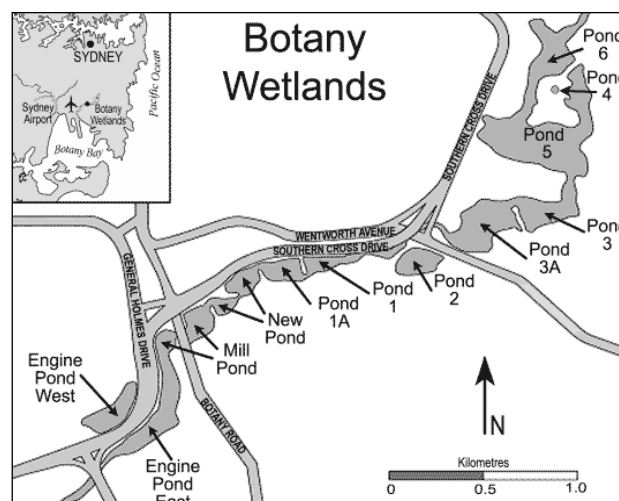 Botany
Wetlands
SYDNEY
Pacific Ocean
Sydney
Airport
Botany
Wetlands
Botany Bay
Pond
6
Pond
4
Pond
5
SOUTHERN CROSS DRIVE
WENTWORTH AVENUE
SOUTHERN CROSS DRIVE
Pond
3
Pond
3A
Pond
2
Pond
1
Pond
1A
New
Pond
Mill
Pond
GENERAL HOLMES DRIVE
Engine
Pond
West
BOTANY ROAD
Engine
Pond
East
N
Kilometres
0
0.5
1.0